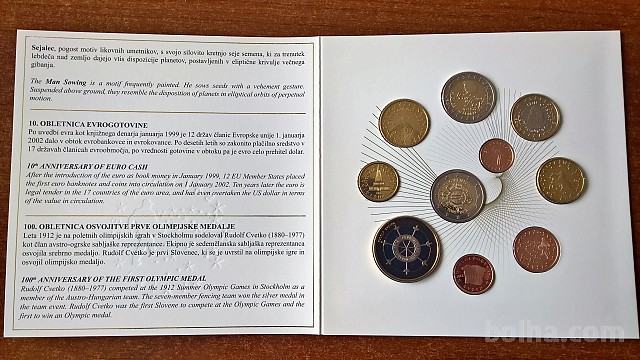 Sejalec, pogost motiv likovnih umetnikov, s svojo silovito kretnjo seje semena, ki za trenutek
lebdeča nad zemljo dajejo vtis dispozicije planetov, postavljenih v eliptične krivulje večnega
gibanja.
The Man Sowing is a motif frequently painted. He sows seeds with a vehement gesture.
Suspended above ground, they resemble the disposition of planets in elliptical orbits of perpetual
motion.
10. OBLETNICA EVROGOTOVINE
Po uvedbi evra kot knjižnega denarja januarja 1999 je 12 držav članic Evropske unije 1. januarja
2002 dalo v obtok evrobankovce in evrokovance. Po desetih letih so zakonito plačilno sredstvo v
17 državah članicah evroobmočja, po vrednosti gotovine v obtoku pa je evro celo prehitel dolar.
10th ANNIVERSARY OF EURO CASH
After the introduction of the euro as book money in January 1999, 12 EU Member States placed
the first euro banknotes and coins into circulation on 1 January 2002. Ten years later the euro is
legal tender in the 17 countries of the euro area, and has even overtaken the US dollar in terms
of the value in circulation.
100. OBLETNICA OSVOJITVE PRVE OLIMPIJSKE MEDALJE
Leta 1912 je na poletnih olimpijskih igrah v Stockholmu sodeloval Rudolf Cvetko (1880–1977)
kot član avstro-ogrske sabljaške reprezentance. Ekipno je sedemčlanska sabljaška reprezentanca
osvojila srebrno medaljo. Rudolf Cvetko je prvi Slovenec, ki se je uvrstil na olimpijske igre in
osvojil olimpijsko medaljo.
100th ANNIVERSARY OF THE FIRST OLYMPIC MEDAL
Rudolf Cvetko (1880–1977) competed at the 1912 Summer Olympic Games in Stockholm as a
member of the Austro-Hungarian team. The seven-member fencing team won the silver medal in
the team event. Rudolf Cvetko was the first Slovene to compete at the Olympic Games and the
first to win an Olympic medal.
bolha.com